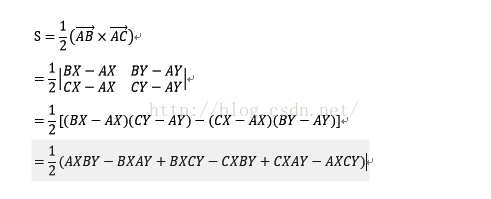 S = 1/2 (AB × AC)
= 1/2 |BX − AX BY − AY|
|CX − AX CY − AY|
http://blog.csdn.net/
= 1/2 [(BX − AX)(CY − AY) − (CX − AX)(BY − AY)]
= 1/2 (AXBY − BXAY + BXCY − CXBY + CXAY − AXCY)